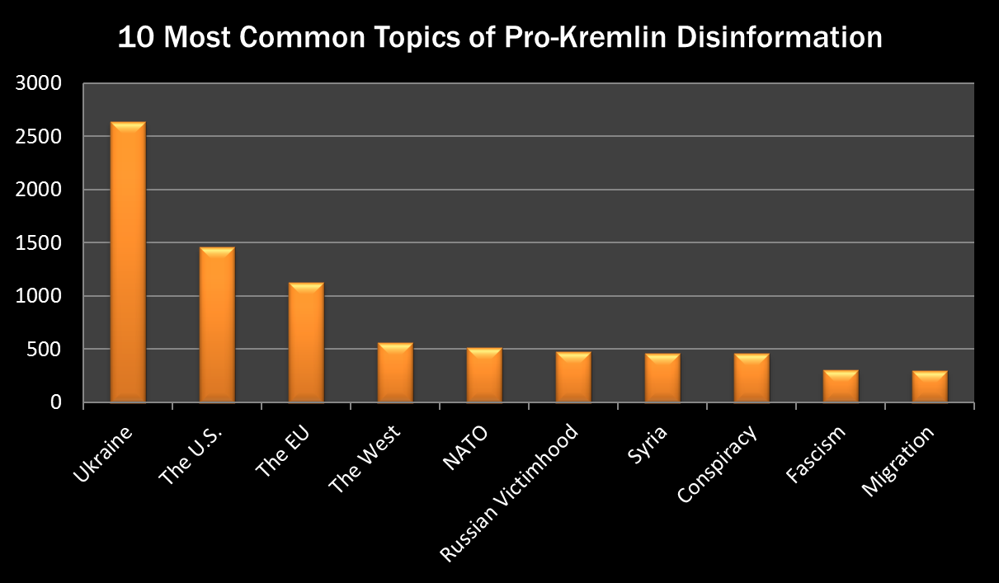 10 Most Common Topics of Pro-Kremlin Disinformation
3000
2500
2000
1500
1000
500
0
Ukraine
The U.S.
The EU
The West
NATO
Russian Victimhood
Syria
Conspiracy
Fascism
Migration